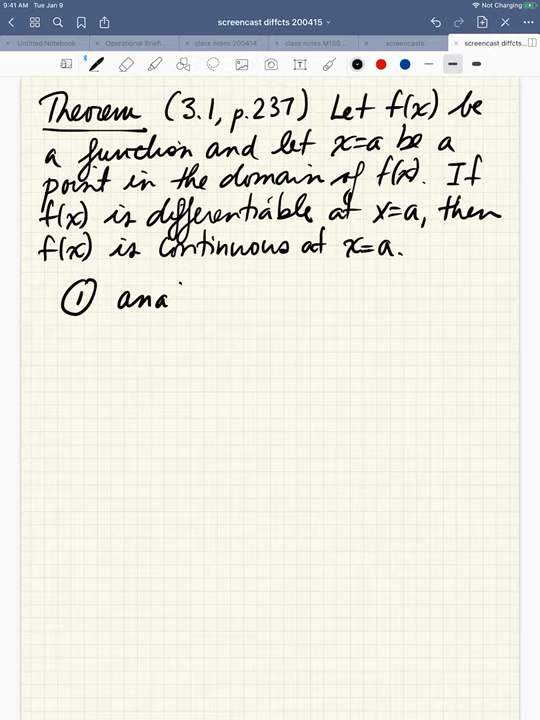 9:41 AM Tue Jan 9
Not Charging
screencast diffcts 200415
Untitled Notebook
Operational Briefi...
class notes 200414
class notes M160...
screencasts
screencast diffcts...
Theorem (3.1, p.237) Let f(x) be
a function and let x=a be a
point in the domain of f(x). If
f(x) is differentiable at x=a, then
f(x) is continuous at x=a.
① ana